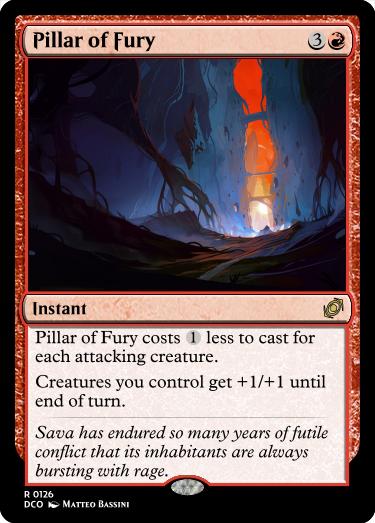 Pillar of Fury 3
Instant
Pillar of Fury costs 1 less to cast for
each attacking creature.
Creatures you control get +1/+1 until
end of turn.
Sava has endured so many years of futile
conflict that its inhabitants are always
bursting with rage.
R 0126
DCO Matteo Bassini